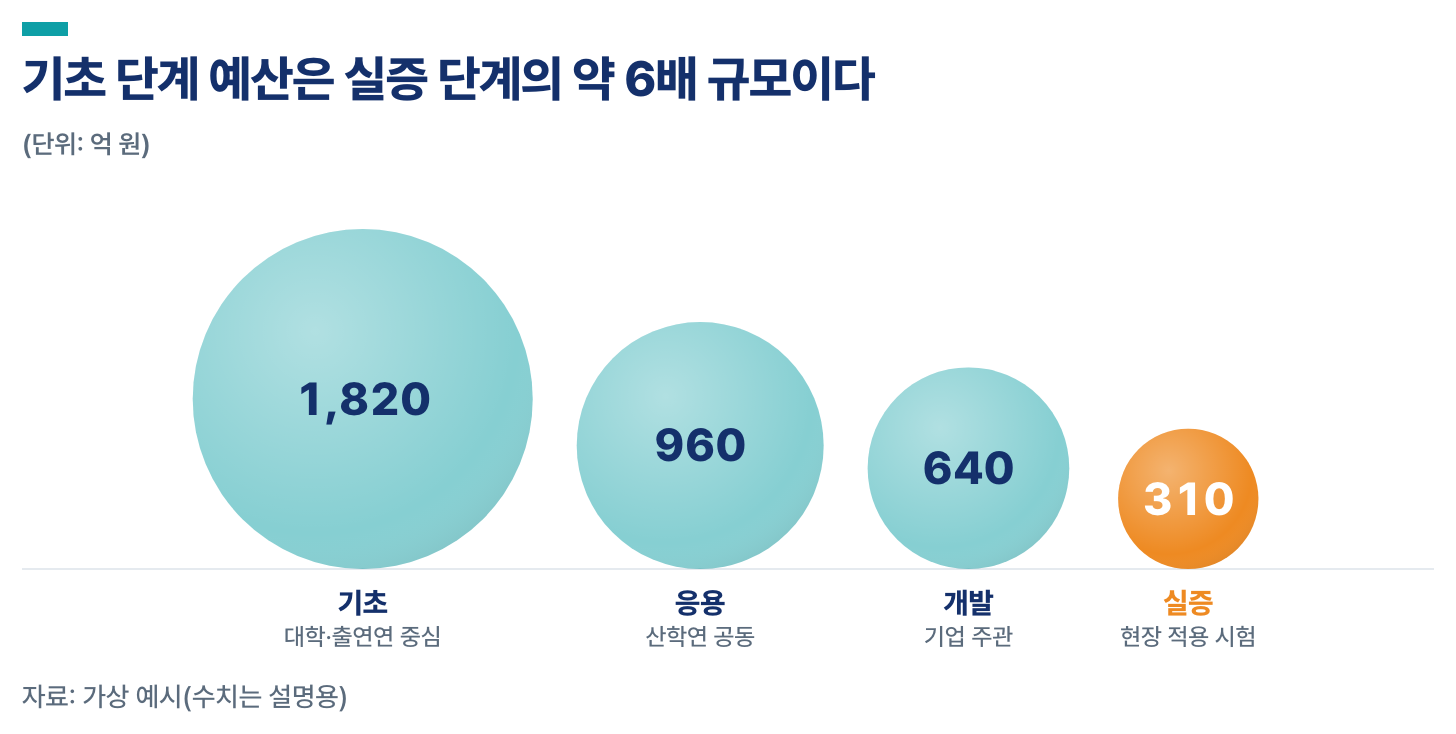 기초 단계 예산은 실증 단계의 약 6배 규모이다
(단위: 억 원)
1,820
960
640
310
기초
대학·출연연 중심
응용
산학연 공동
개발
기업 주관
실증
현장 적용 시험
자료: 가상 예시(수치는 설명용)